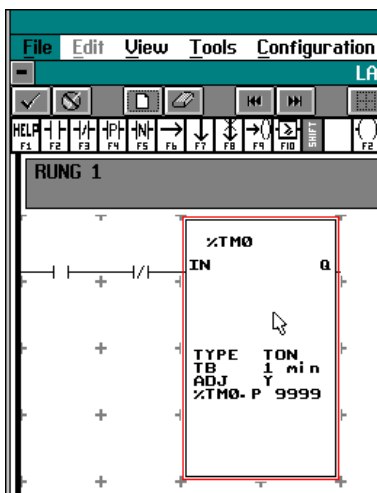 File Edit View Tools Configuration
LA
HELP F1 F2 P F3 N F4 F5 F6 F7 F8 F9 F10 SHIFT F2
RUNG 1
%TM0
IN Q
TYPE TON
TB 1 min
ADJ Y
%TM0.P 9999